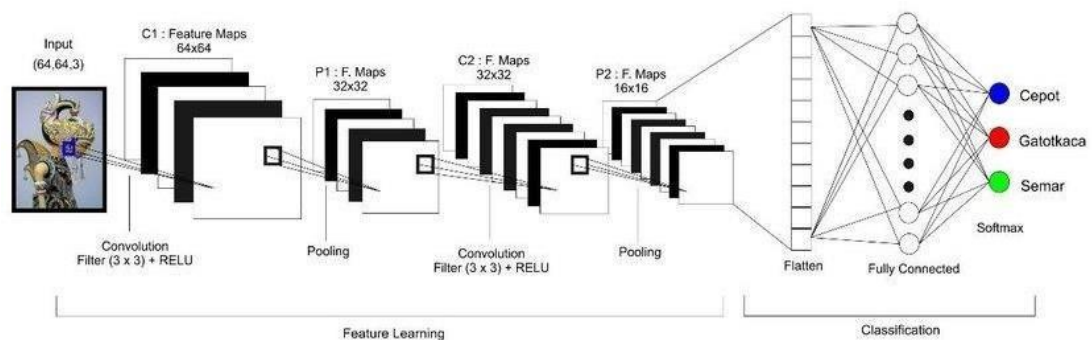 Input
(64,64,3)
C1 : Feature Maps
64x64
P1 : F. Maps
32x32
C2 : F. Maps
32x32
P2 : F. Maps
16x16
Convolution
Filter (3 x 3) + RELU
Pooling
Convolution
Filter (3 x 3) + RELU
Pooling
Flatten
Fully Connected
Cepot
Gatotkaca
Semar
Softmax
Feature Learning
Classification